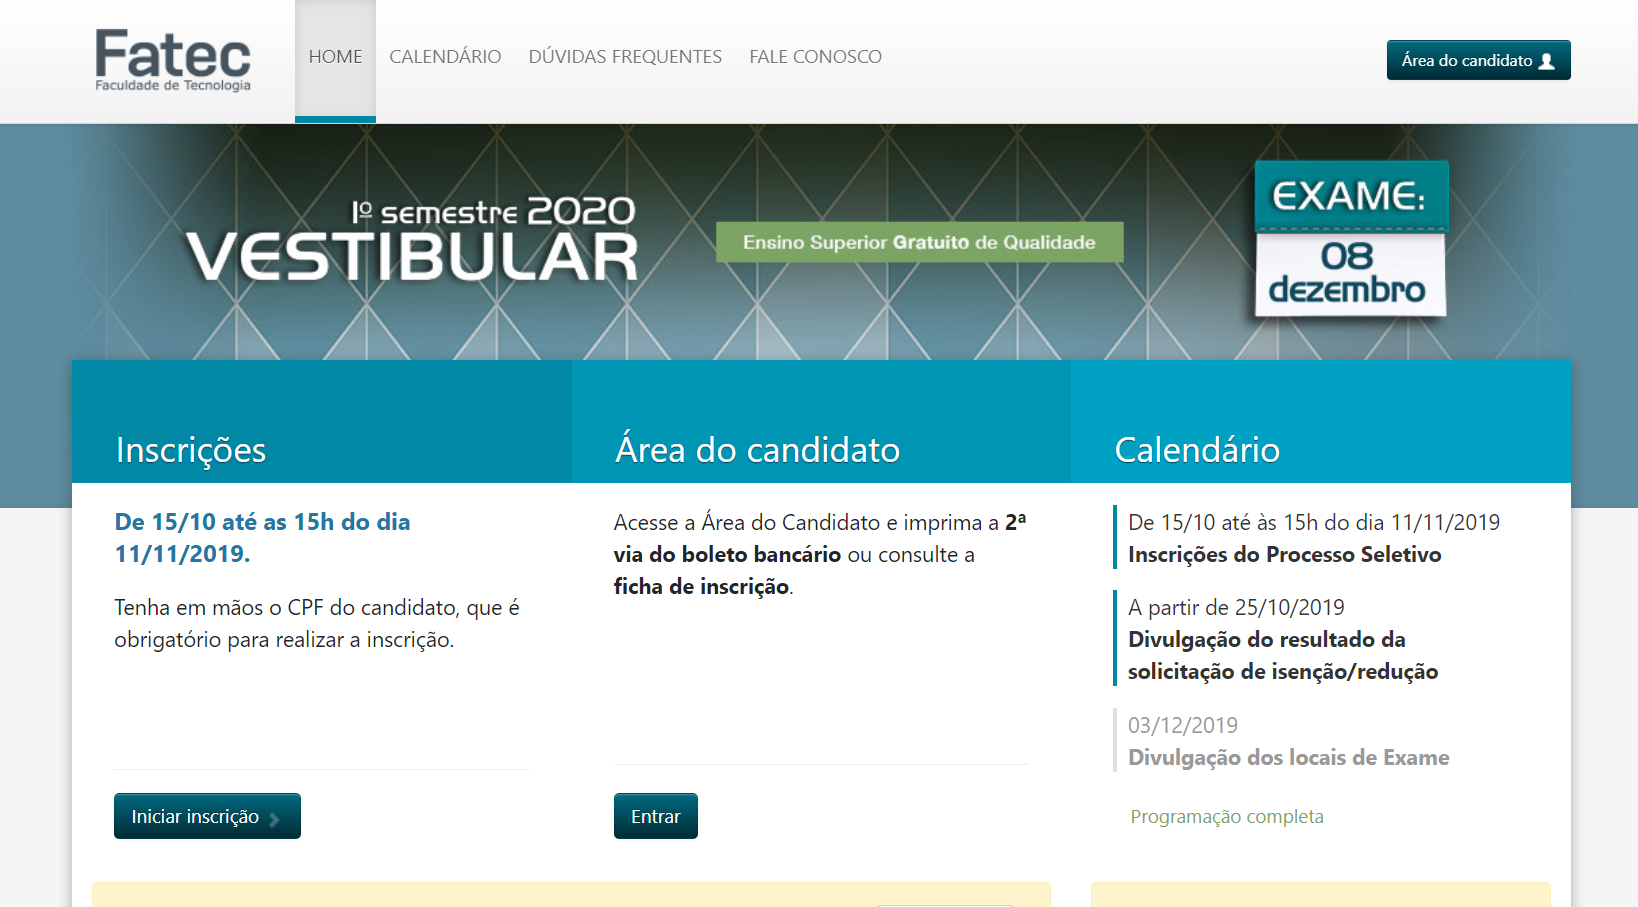 Fatec
Faculdade de Tecnologia
HOME
CALENDÁRIO
DÚVIDAS FREQUENTES
FALE CONOSCO
Área do candidato
1º semestre 2020
VESTIBULAR
Ensino Superior Gratuito de Qualidade
EXAME:
08
dezembro
Inscrições
De 15/10 até as 15h do dia
11/11/2019.
Tenha em mãos o CPF do candidato, que é
obrigatório para realizar a inscrição.
Iniciar inscrição
Área do candidato
Acesse a Área do Candidato e imprima a 2ª
via do boleto bancário ou consulte a
ficha de inscrição.
Entrar
Calendário
De 15/10 até às 15h do dia 11/11/2019
Inscrições do Processo Seletivo
A partir de 25/10/2019
Divulgação do resultado da
solicitação de isenção/redução
03/12/2019
Divulgação dos locais de Exame
Programação completa